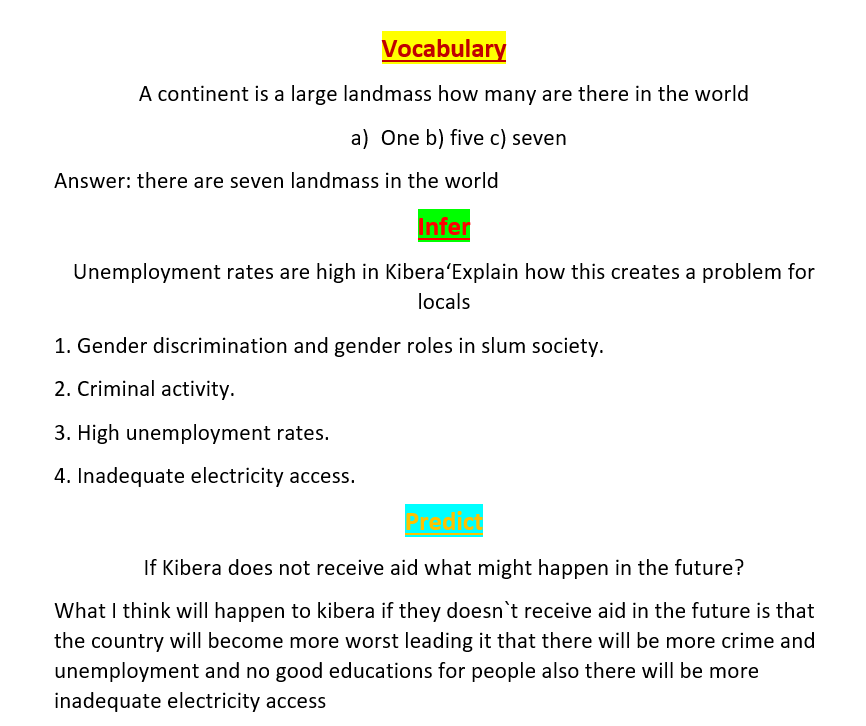 Vocabulary
A continent is a large landmass how many are there in the world
a) One b) five c) seven
Answer: there are seven landmass in the world
Infer
Unemployment rates are high in Kibera‘Explain how this creates a problem for
locals
1. Gender discrimination and gender roles in slum society.
2. Criminal activity.
3. High unemployment rates.
4. Inadequate electricity access.
Predict
If Kibera does not receive aid what might happen in the future?
What I think will happen to kibera if they doesn`t receive aid in the future is that
the country will become more worst leading it that there will be more crime and
unemployment and no good educations for people also there will be more
inadequate electricity access